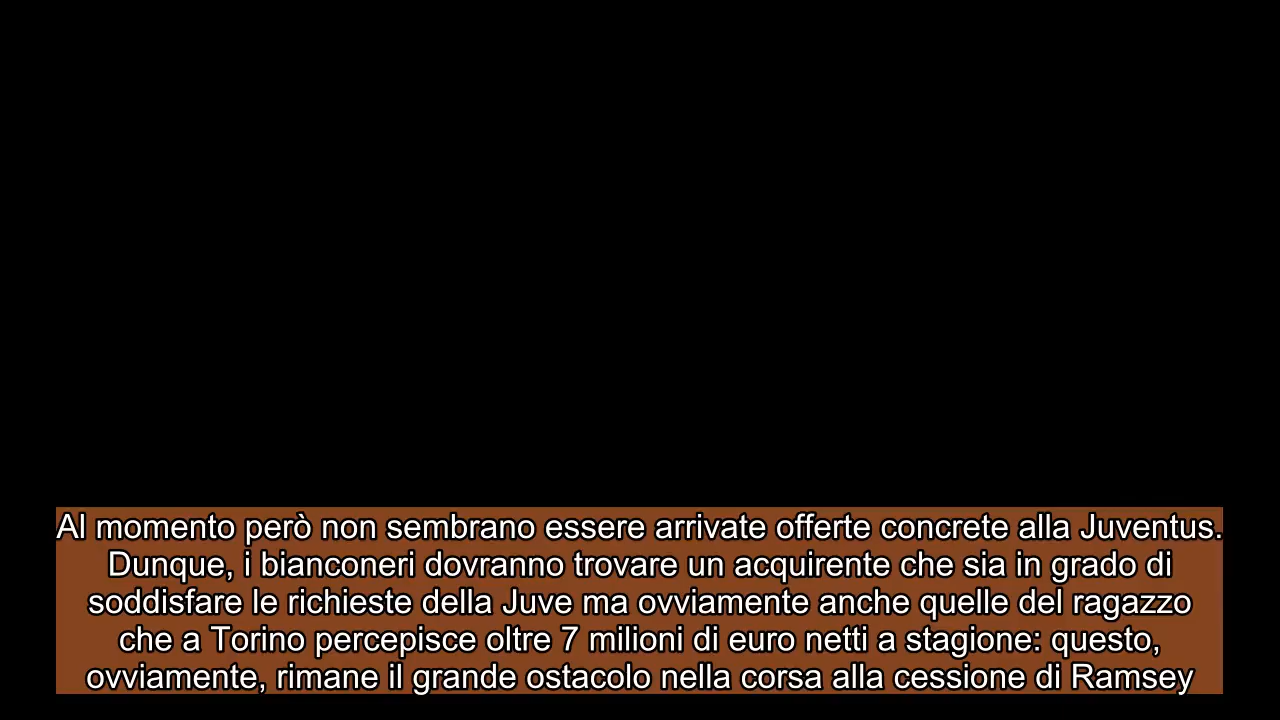 Al momento però non sembrano essere arrivate offerte concrete alla Juventus.
Dunque, i bianconeri dovranno trovare un acquirente che sia in grado di
soddisfare le richieste della Juve ma ovviamente anche quelle del ragazzo
che a Torino percepisce oltre 7 milioni di euro netti a stagione: questo,
ovviamente, rimane il grande ostacolo nella corsa alla cessione di Ramsey